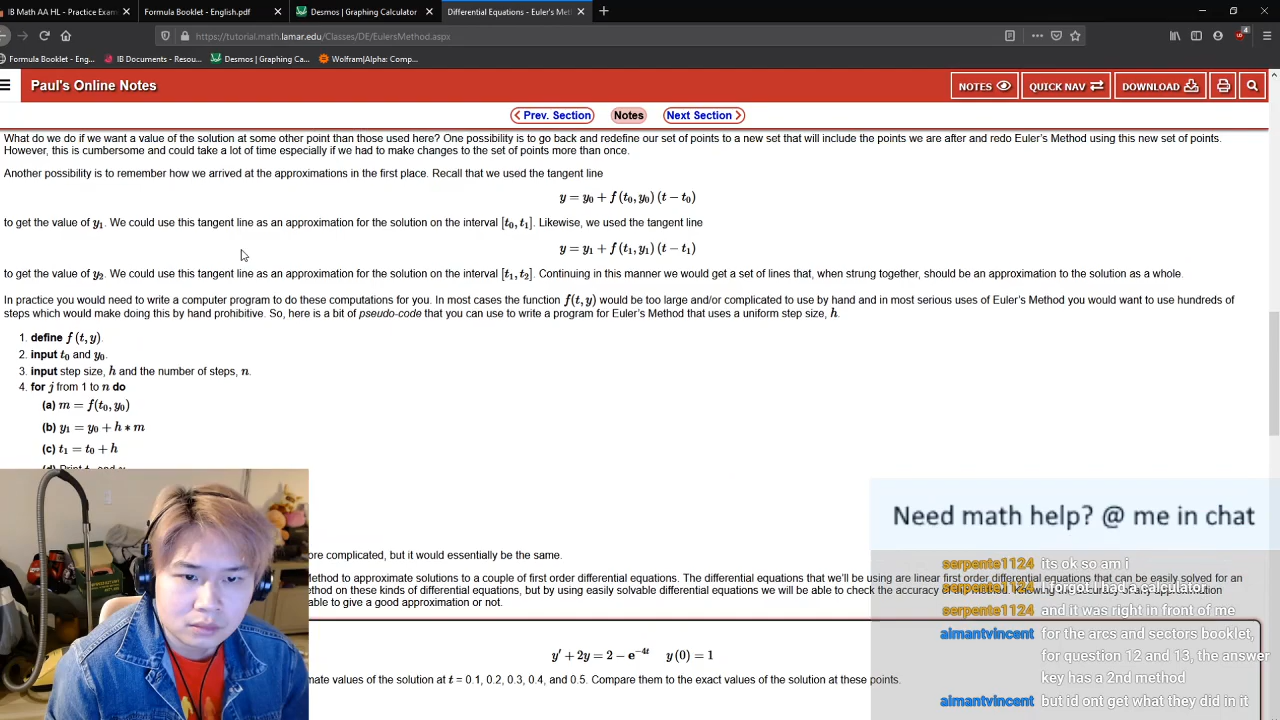 IB Math AA HL - Practice Exam
Formula Booklet - English.pdf
Desmos | Graphing Calculator
Differential Equations - Euler's Met
https://tutorial.math.lamar.edu/Classes/DE/EulersMethod.aspx
Formula Booklet - Eng...
IB Documents - Resou...
Desmos | Graphing Ca...
Wolfram|Alpha: Comp...
Paul's Online Notes
NOTES
QUICK NAV
DOWNLOAD
Prev. Section
Notes
Next Section
What do we do if we want a value of the solution at some other point than those used here? One possibility is to go back and redefine our set of points to a new set that will include the points we are after and redo Euler's Method using this new set of points.
However, this is cumbersome and could take a lot of time especially if we had to make changes to the set of points more than once.
Another possibility is to remember how we arrived at the approximations in the first place. Recall that we used the tangent line
y = y₀ + f (t₀, y₀) (t − t₀)
to get the value of y₁. We could use this tangent line as an approximation for the solution on the interval [t₀, t₁]. Likewise, we used the tangent line
y = y₁ + f (t₁, y₁) (t − t₁)
to get the value of y₂. We could use this tangent line as an approximation for the solution on the interval [t₁, t₂]. Continuing in this manner we would get a set of lines that, when strung together, should be an approximation to the solution as a whole.
In practice you would need to write a computer program to do these computations for you. In most cases the function f(t, y) would be too large and/or complicated to use by hand and in most serious uses of Euler's Method you would want to use hundreds of
steps which would make doing this by hand prohibitive. So, here is a bit of pseudo-code that you can use to write a program for Euler's Method that uses a uniform step size, h.
1. define f (t, y).
2. input t₀ and y₀.
3. input step size, h and the number of steps, n.
4. for j from 1 to n do
(a) m = f(t₀, y₀)
(b) y₁ = y₀ + h ∗ m
(c) t₁ = t₀ + h
(d) Print t and y
ore complicated, but it would essentially be the same.
Method to approximate solutions to a couple of first order differential equations. The differential equations that we'll be using are linear first order differential equations that can be easily solved for an
ethod on these kinds of differential equations, but by using easily solvable differential equations we will be able to check the accuracy
able to give a good approximation or not.
y′ + 2y = 2 − e⁻⁴ᵗ y (0) = 1
mate values of the solution at t = 0.1, 0.2, 0.3, 0.4, and 0.5. Compare them to the exact values of the solution at these points.
Need math help? @ me in chat
serpente1124 its ok so am i
serpente1124 i forgot i had a calculator
serpente1124 and it was right in front of me
aimantvincent for the arcs and sectors booklet,
for question 12 and 13, the answer
key has a 2nd method
aimantvincent but id ont get what they did in it